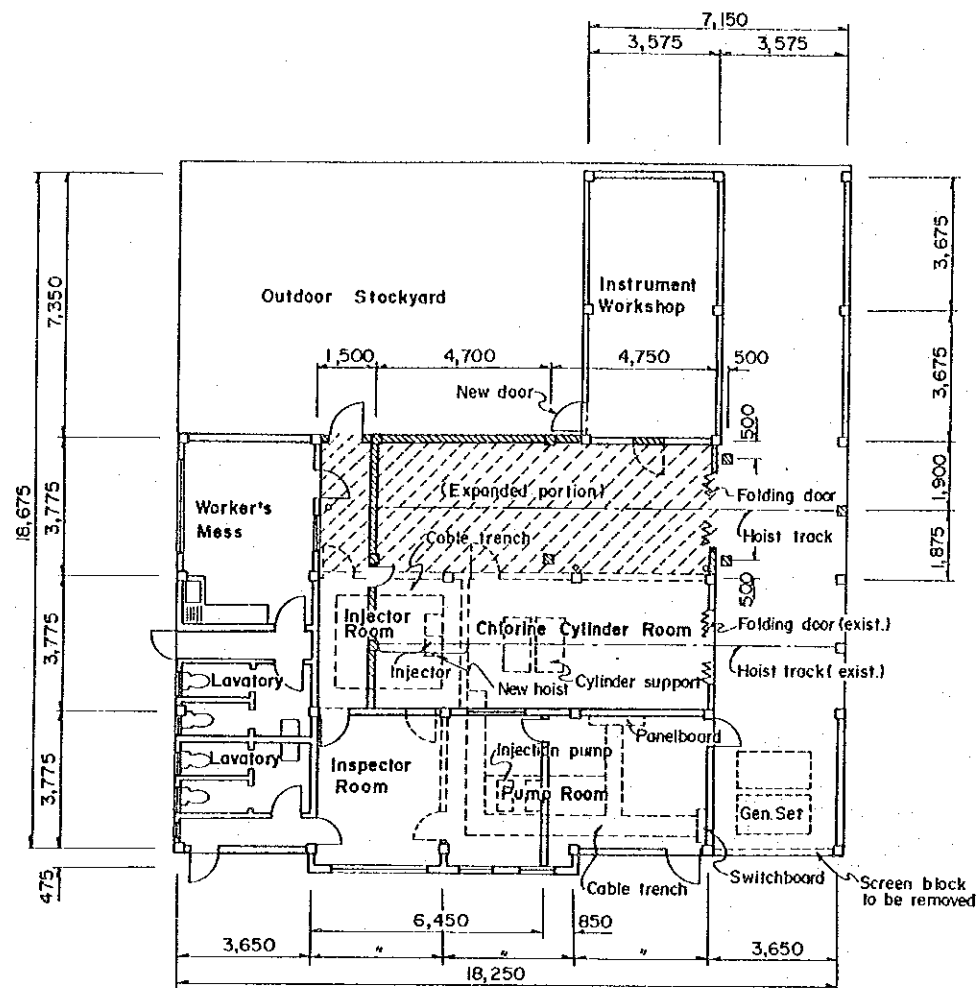 7,150
3,575
3,575
18,675
7,350
3,775
3,775
3,775
475
3,675
3,675
1,900
1,875
Outdoor Stockyard
Instrument
Workshop
1,500
4,700
4,750
500
New door
500
(Expanded portion)
Folding door
Hoist track
Worker's
Mess
Cable trench
500
Injector
Room
Chlorine Cylinder Room
Folding door (exist.)
Injector
New hoist
Cylinder support
Hoist track (exist.)
Lavatory
Panelboard
Lavatory
Inspector
Room
Injection pump
Pump Room
Gen. Set
Cable trench
Switchboard
Screen block
to be removed
6,450
850
3,650
"
"
"
3,650
18,250